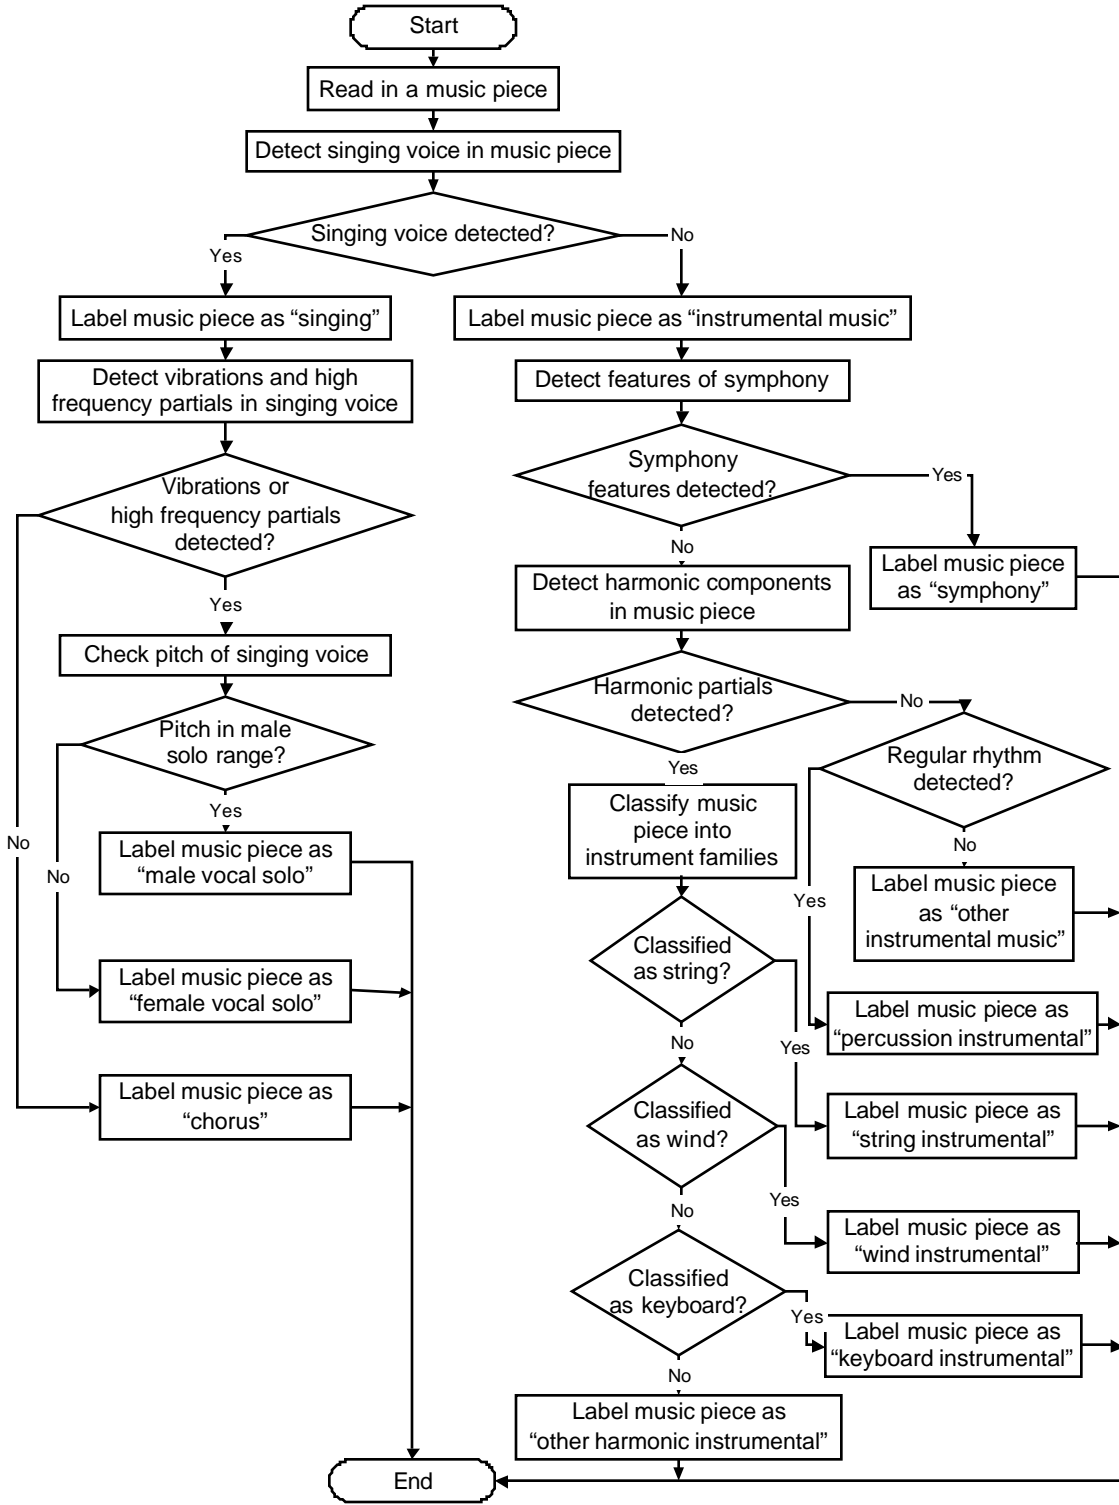 Start
Read in a music piece
Detect singing voice in music piece
Singing voice detected?
Yes
No
Label music piece as “singing”
Label music piece as “instrumental music”
Detect vibrations and high
frequency partials in singing voice
Detect features of symphony
Vibrations or
high frequency partials
detected?
Symphony
features detected?
Yes
No
Label music piece
as “symphony”
Detect harmonic components
in music piece
Yes
Check pitch of singing voice
Harmonic partials
detected?
No
Pitch in male
solo range?
Regular rhythm
detected?
Yes
Yes
Classify music
piece into
instrument families
No
No
No
Label music piece as
“male vocal solo”
Yes
Label music piece
as “other
instrumental music”
Classified
as string?
Label music piece as
“female vocal solo”
Label music piece as
“percussion instrumental”
No
Yes
Label music piece as
“chorus”
Classified
as wind?
Label music piece as
“string instrumental”
Yes
No
Label music piece as
“wind instrumental”
Classified
as keyboard?
Yes
Label music piece as
“keyboard instrumental”
No
Label music piece as
“other harmonic instrumental”
End